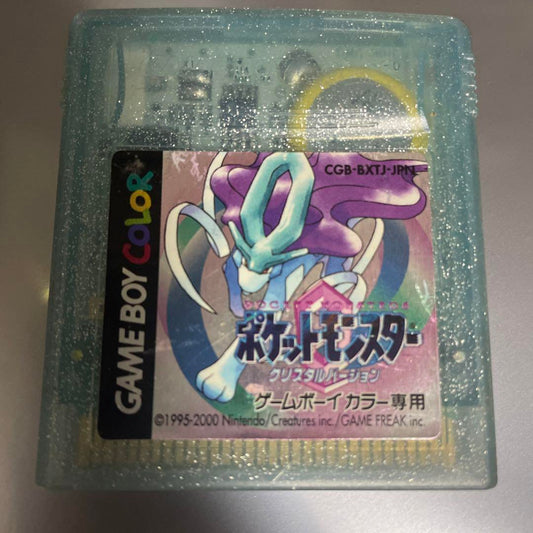 CGB-BXTJ-JPN
GAME BOY COLOR
POCKET MONSTERS
ポケットモンスター
クリスタルバージョン
ゲームボーイカラー専用
©1995-2000 Nintendo/Creatures inc./GAME FREAK inc.